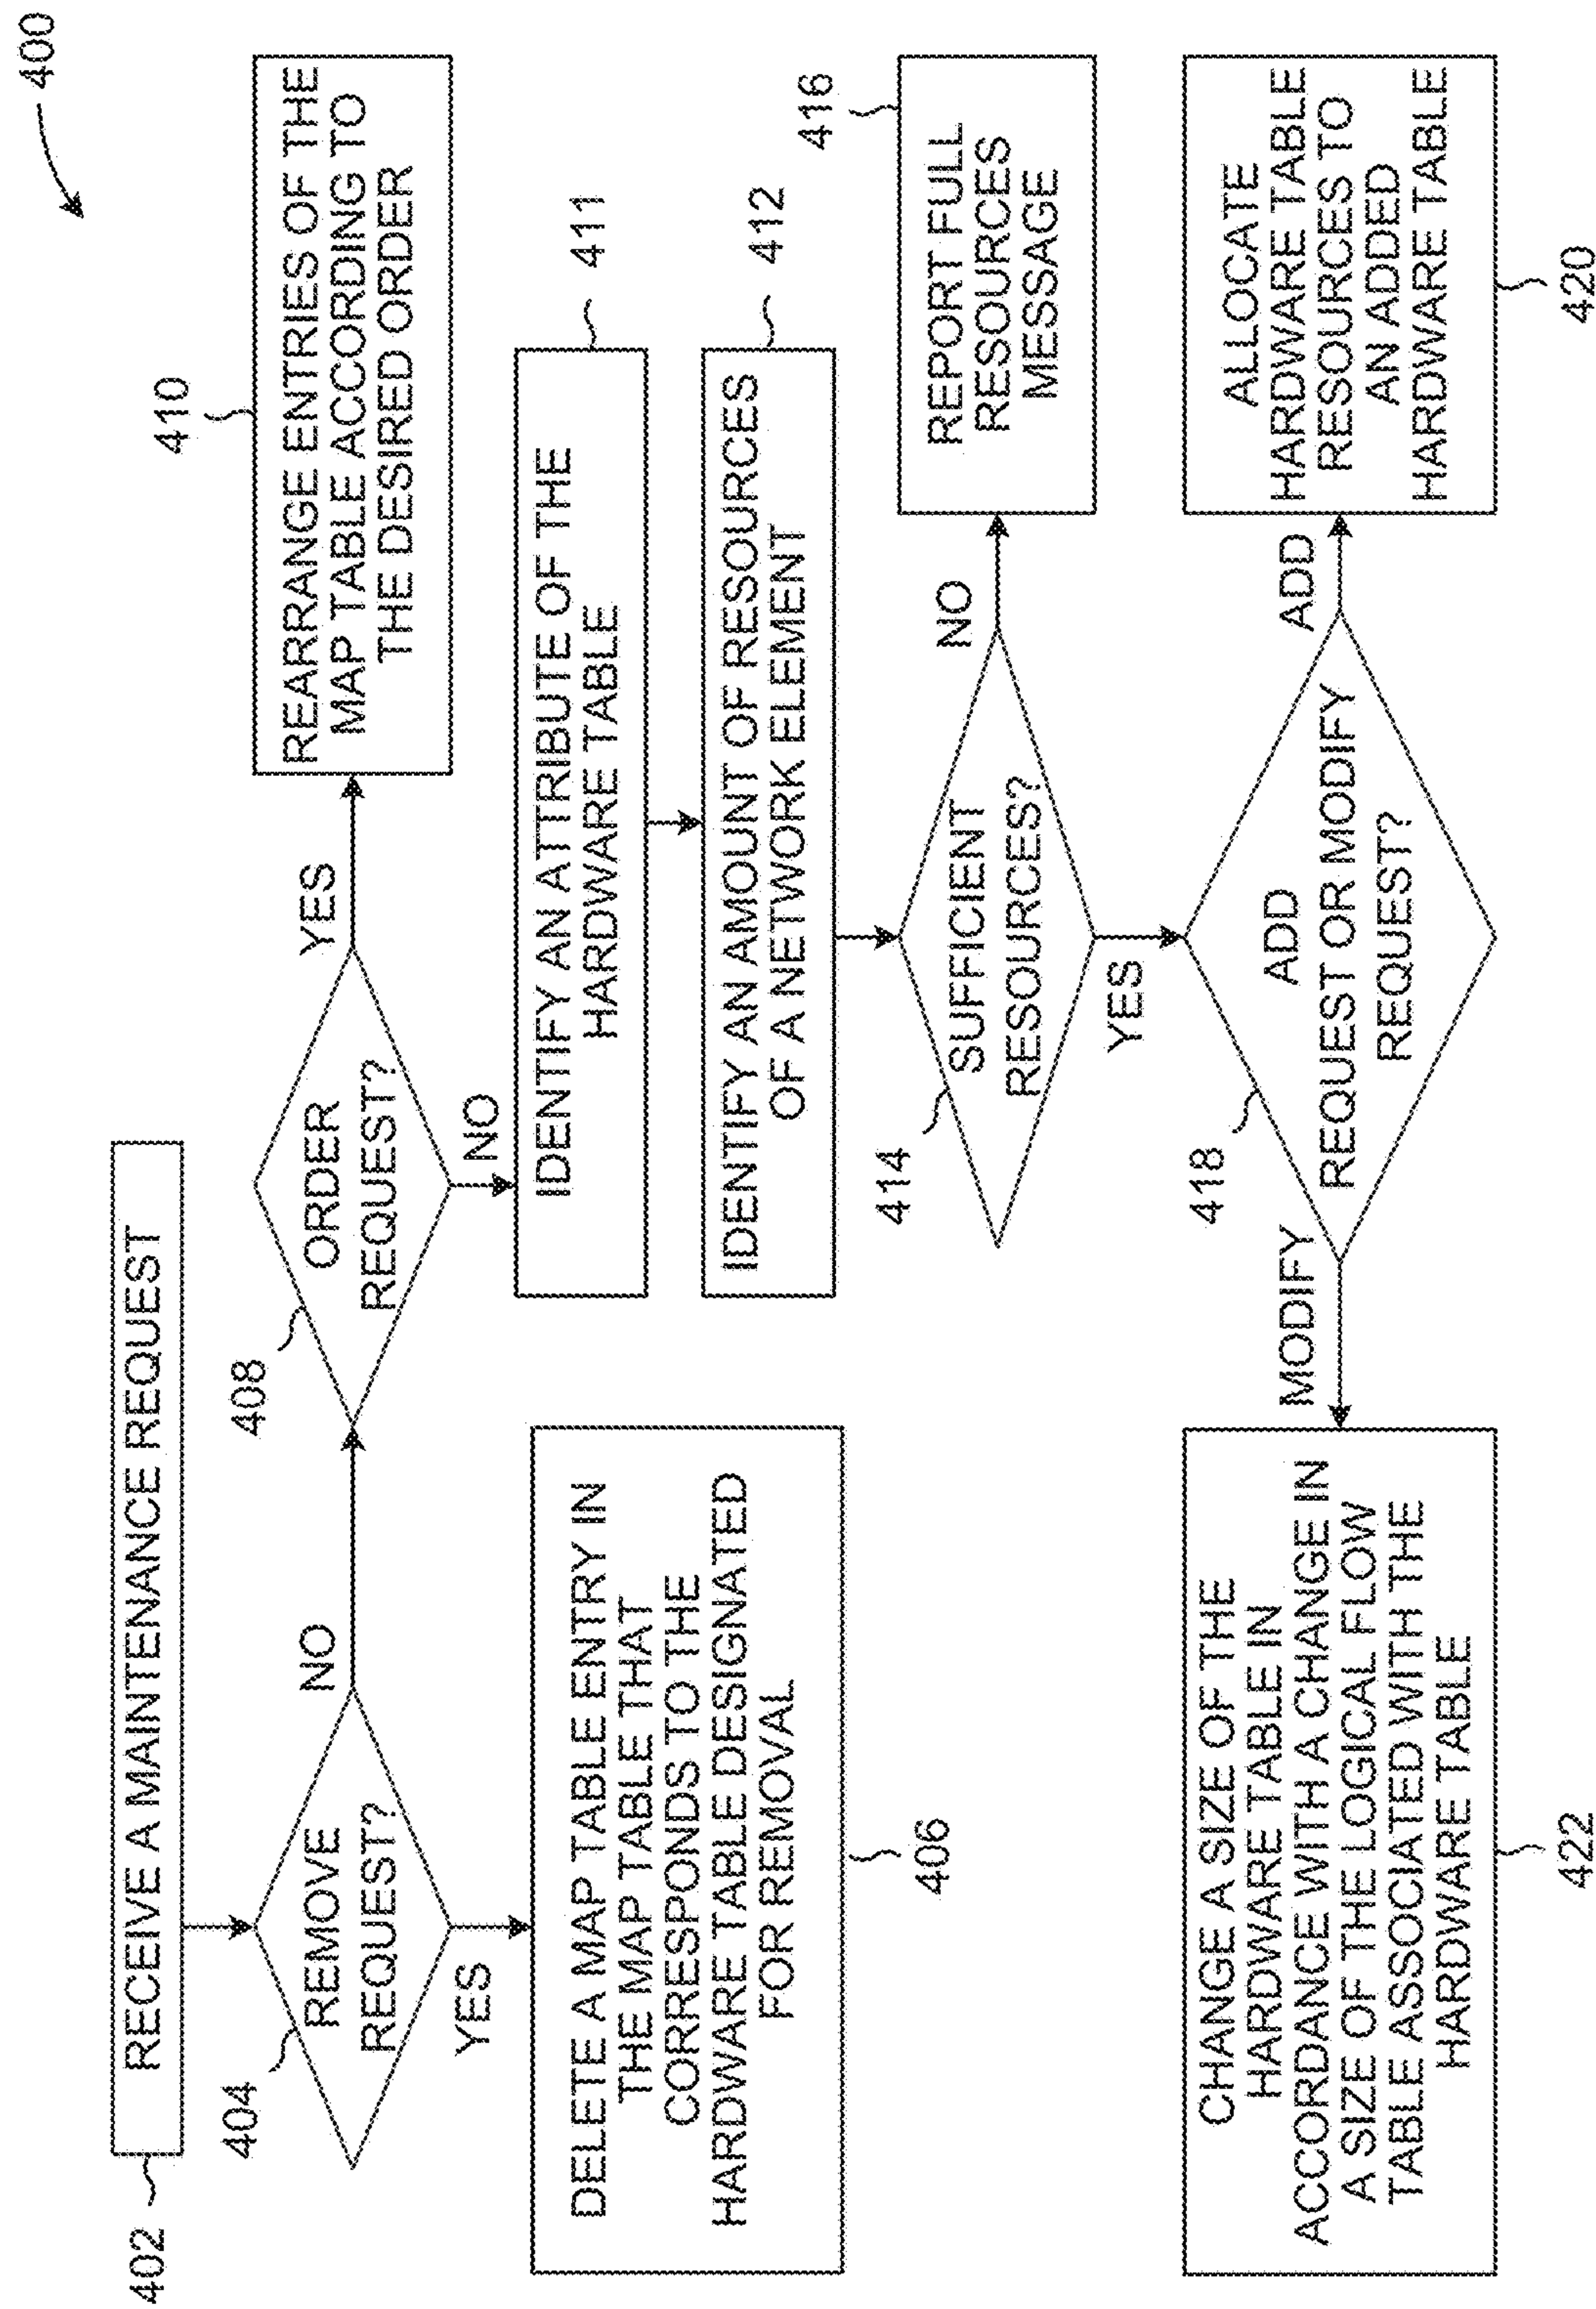 400
402
RECEIVE A MAINTENANCE REQUEST
404
REMOVE
REQUEST?
NO
YES
DELETE A MAP TABLE ENTRY IN
THE MAP TABLE THAT
CORRESPONDS TO THE
HARDWARE TABLE DESIGNATED
FOR REMOVAL
406
408
ORDER
REQUEST?
YES
NO
410
REARRANGE ENTRIES OF THE
MAP TABLE ACCORDING TO
THE DESIRED ORDER
IDENTIFY AN ATTRIBUTE OF THE
HARDWARE TABLE
411
IDENTIFY AN AMOUNT OF RESOURCES
OF A NETWORK ELEMENT
412
414
SUFFICIENT
RESOURCES?
NO
YES
416
REPORT FULL
RESOURCES
MESSAGE
418
ADD
REQUEST OR MODIFY
REQUEST?
MODIFY
ADD
ALLOCATE
HARDWARE TABLE
RESOURCES TO
AN ADDED
HARDWARE TABLE
420
CHANGE A SIZE OF THE
HARDWARE TABLE IN
ACCORDANCE WITH A CHANGE IN
A SIZE OF THE LOGICAL FLOW
TABLE ASSOCIATED WITH THE
HARDWARE TABLE
422